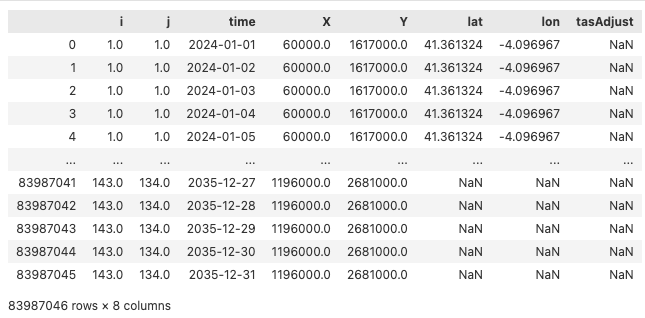 i j time X Y lat lon tasAdjust
0 1.0 1.0 2024-01-01 60000.0 1617000.0 41.361324 -4.096967 NaN
1 1.0 1.0 2024-01-02 60000.0 1617000.0 41.361324 -4.096967 NaN
2 1.0 1.0 2024-01-03 60000.0 1617000.0 41.361324 -4.096967 NaN
3 1.0 1.0 2024-01-04 60000.0 1617000.0 41.361324 -4.096967 NaN
4 1.0 1.0 2024-01-05 60000.0 1617000.0 41.361324 -4.096967 NaN
... ... ... ... ... ... ... ... ...
83987041 143.0 134.0 2035-12-27 1196000.0 2681000.0 NaN NaN NaN
83987042 143.0 134.0 2035-12-28 1196000.0 2681000.0 NaN NaN NaN
83987043 143.0 134.0 2035-12-29 1196000.0 2681000.0 NaN NaN NaN
83987044 143.0 134.0 2035-12-30 1196000.0 2681000.0 NaN NaN NaN
83987045 143.0 134.0 2035-12-31 1196000.0 2681000.0 NaN NaN NaN
83987046 rows × 8 columns